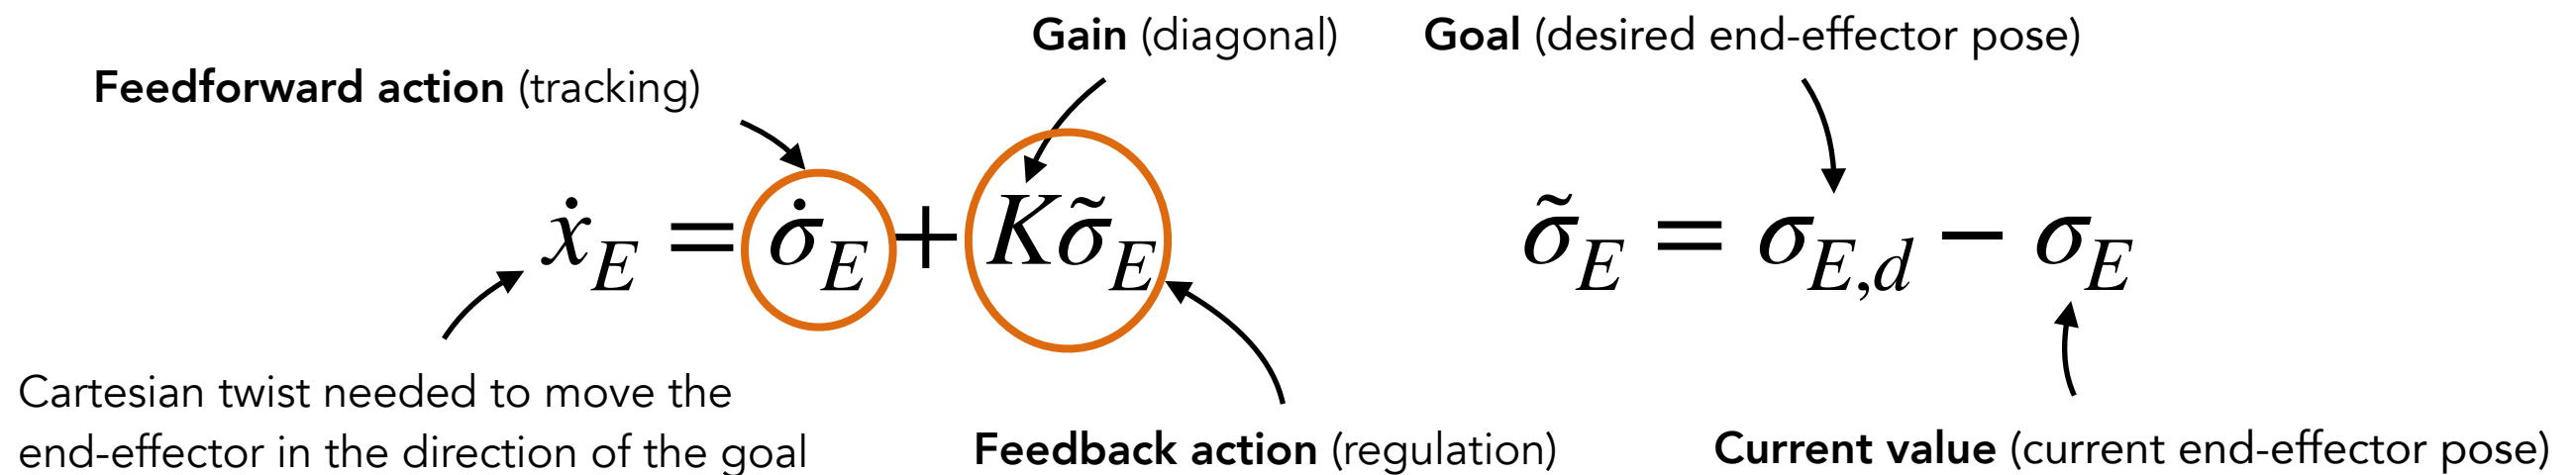 Gain (diagonal)
Goal (desired end-effector pose)
Feedforward action (tracking)
ẋ_E = σ̇_E + Kσ̃_E
σ̃_E = σ_{E,d} − σ_E
Cartesian twist needed to move the
end-effector in the direction of the goal
Feedback action (regulation)
Current value (current end-effector pose)